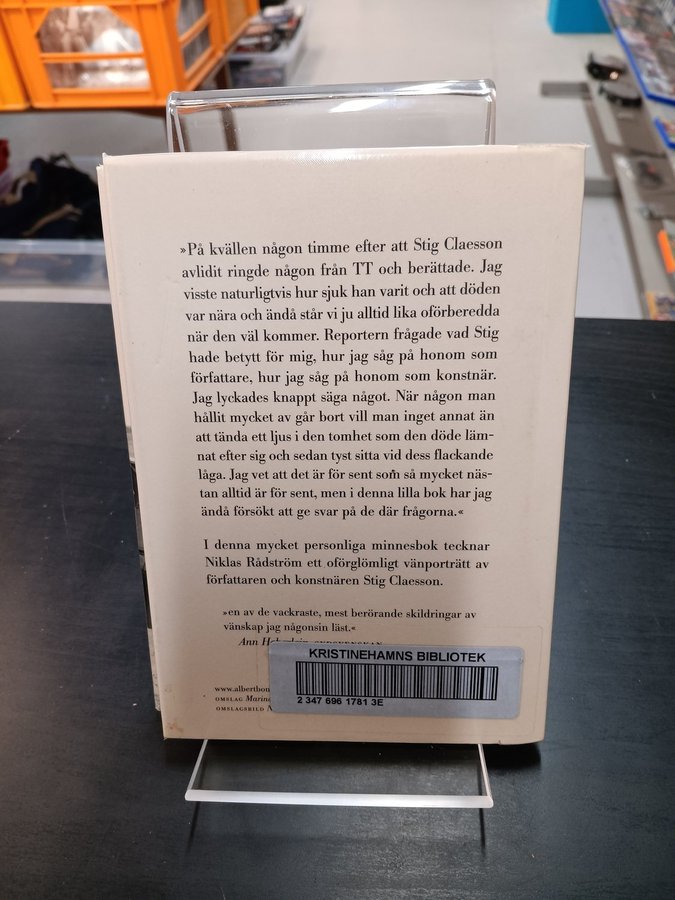 »På kvällen någon timme efter att Stig Claesson
avlidit ringde någon från TT och berättade. Jag
visste naturligtvis hur sjuk han varit och att döden
var nära och ändå står vi ju alltid lika oförberedda
när den väl kommer. Reportern frågade vad Stig
hade betytt för mig, hur jag såg på honom som
författare, hur jag såg på honom som konstnär.
Jag lyckades knappt säga något. När någon man
hållit mycket av går bort vill man inget annat än
att tända ett ljus i den tomhet som den döde läm-
nat efter sig och sedan tyst sitta vid dess flackande
låga. Jag vet att det är för sent som så mycket näs-
tan alltid är för sent, men i denna lilla bok har jag
ändå försökt att ge svar på de där frågorna.«
I denna mycket personliga minnesbok tecknar
Niklas Rådström ett oförglömligt vänporträtt av
författaren och konstnären Stig Claesson.
»en av de vackraste, mest berörande skildringar av
vänskap jag någonsin läst.«
Ann
KRISTINEHAMNS BIBLIOTEK
2 347 696 1781 3E
www.albertbon
OMSLAG
OMSLAGSBILD